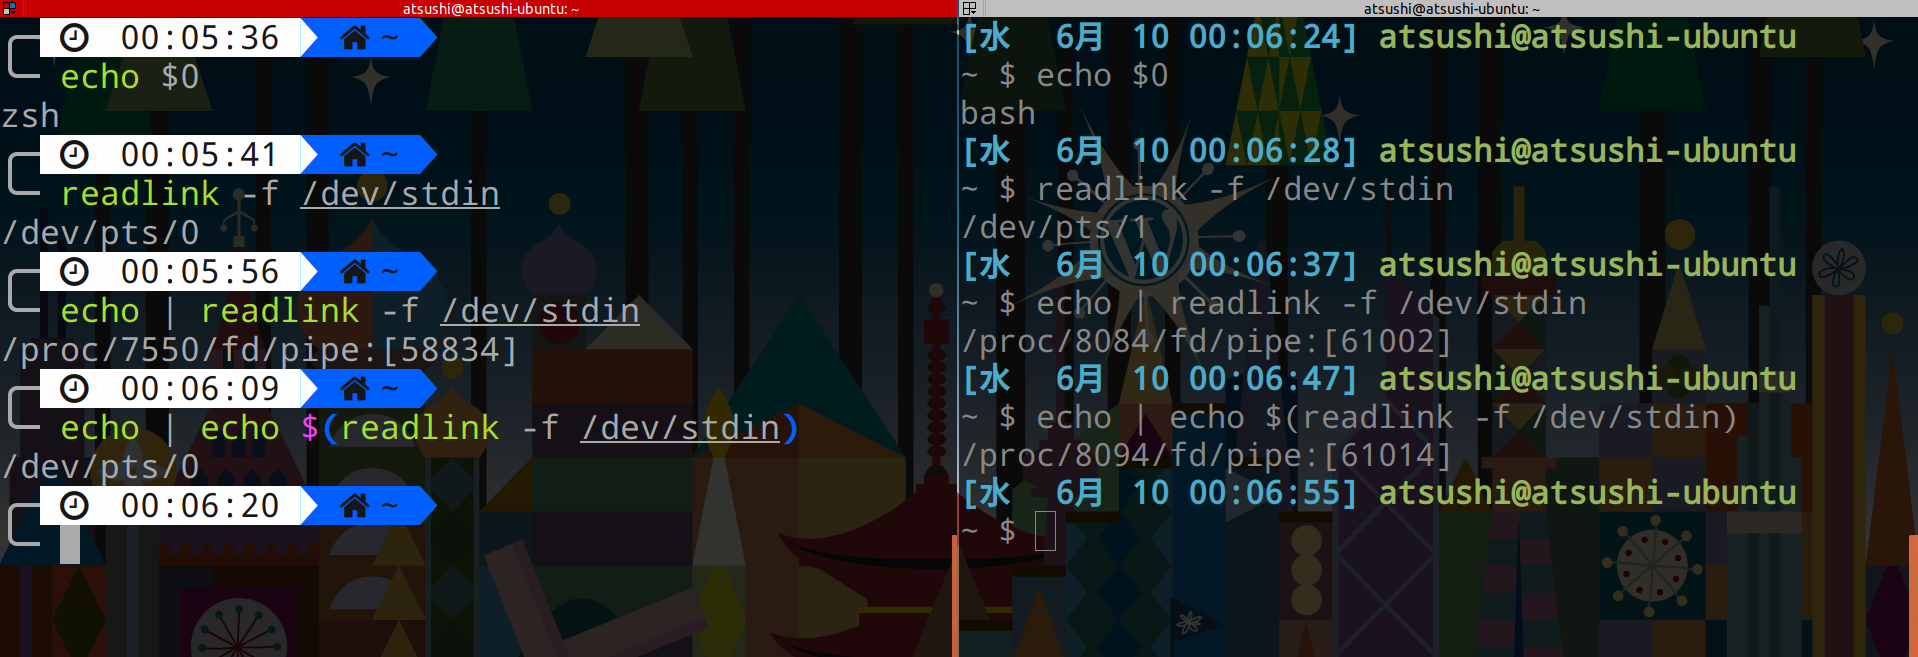 atsushi@atsushi-ubuntu: ~
00:05:36 ~
echo $0
zsh
00:05:41 ~
readlink -f /dev/stdin
/dev/pts/0
00:05:56 ~
echo | readlink -f /dev/stdin
/proc/7550/fd/pipe:[58834]
00:06:09 ~
echo | echo $(readlink -f /dev/stdin)
/dev/pts/0
00:06:20 ~
atsushi@atsushi-ubuntu: ~
[水 6月 10 00:06:24] atsushi@atsushi-ubuntu
~ $ echo $0
bash
[水 6月 10 00:06:28] atsushi@atsushi-ubuntu
~ $ readlink -f /dev/stdin
/dev/pts/1
[水 6月 10 00:06:37] atsushi@atsushi-ubuntu
~ $ echo | readlink -f /dev/stdin
/proc/8084/fd/pipe:[61002]
[水 6月 10 00:06:47] atsushi@atsushi-ubuntu
~ $ echo | echo $(readlink -f /dev/stdin)
/proc/8094/fd/pipe:[61014]
[水 6月 10 00:06:55] atsushi@atsushi-ubuntu
~ $